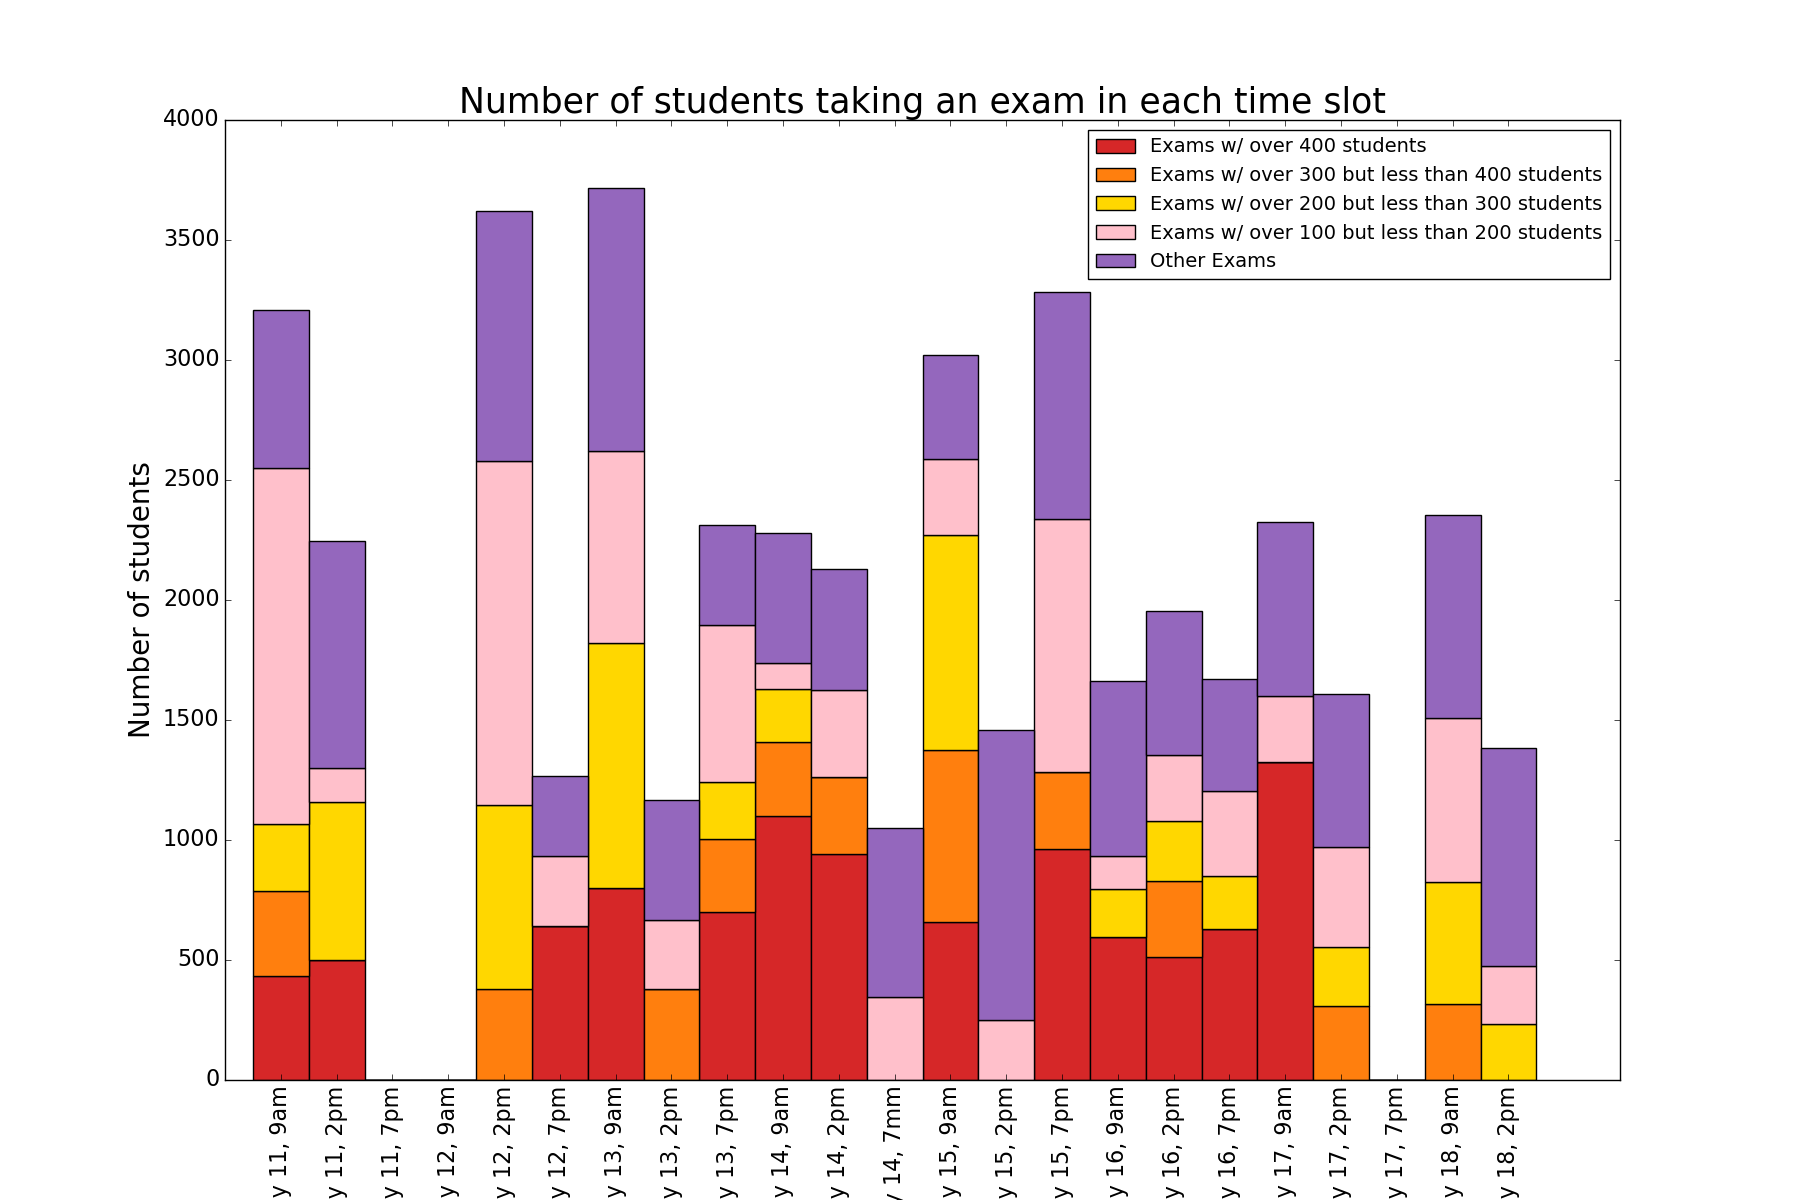 Number of students taking an exam in each time slot
Exams w/ over 400 students
Exams w/ over 300 but less than 400 students
Exams w/ over 200 but less than 300 students
Exams w/ over 100 but less than 200 students
Other Exams
Number of students
4000
3500
3000
2500
2000
1500
1000
500
0
y 11, 9am
y 11, 2pm
y 11, 7pm
y 12, 9am
y 12, 2pm
y 12, 7pm
y 13, 9am
y 13, 2pm
y 13, 7pm
y 14, 9am
y 14, 2pm
y 14, 7mm
y 15, 9am
y 15, 2pm
y 15, 7pm
y 16, 9am
y 16, 2pm
y 16, 7pm
y 17, 9am
y 17, 2pm
y 17, 7pm
y 18, 9am
y 18, 2pm